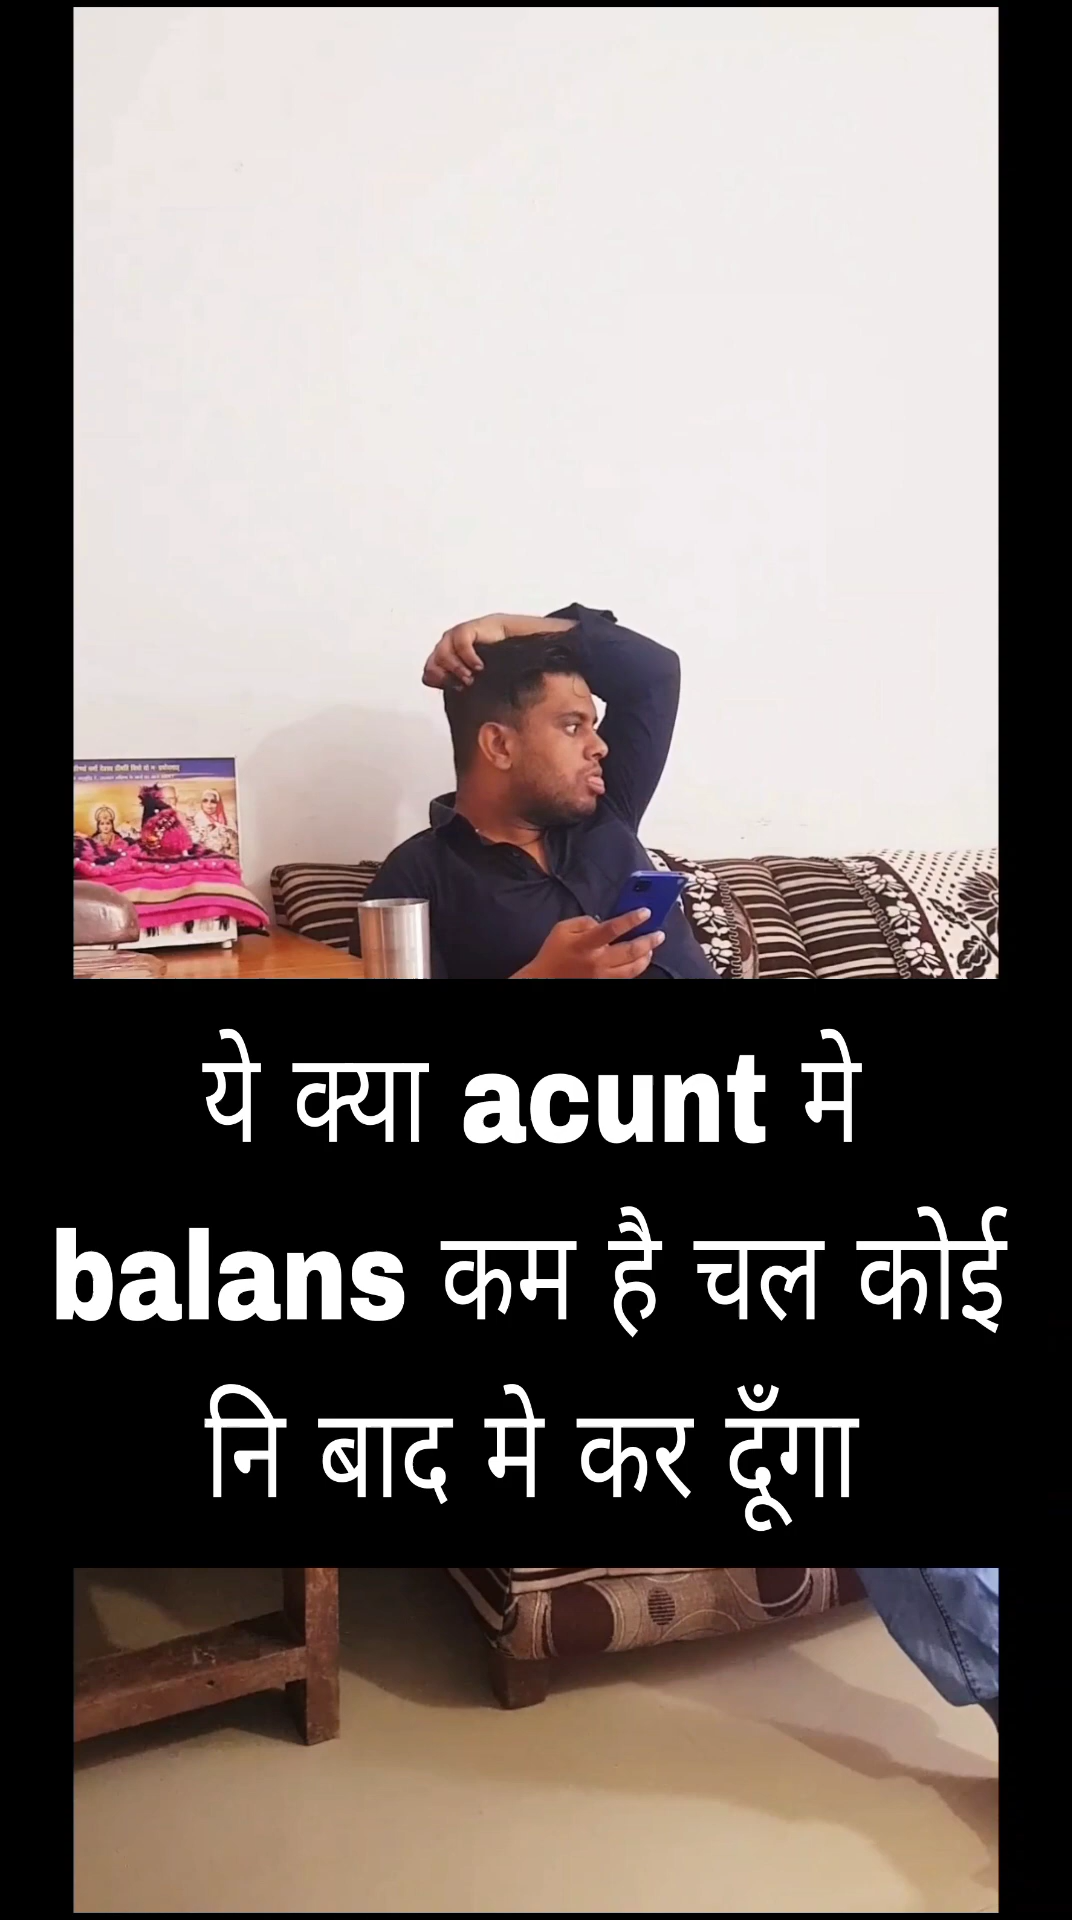 ये क्या acunt मे
balans कम है चल कोई
नि बाद मे कर दूँगा